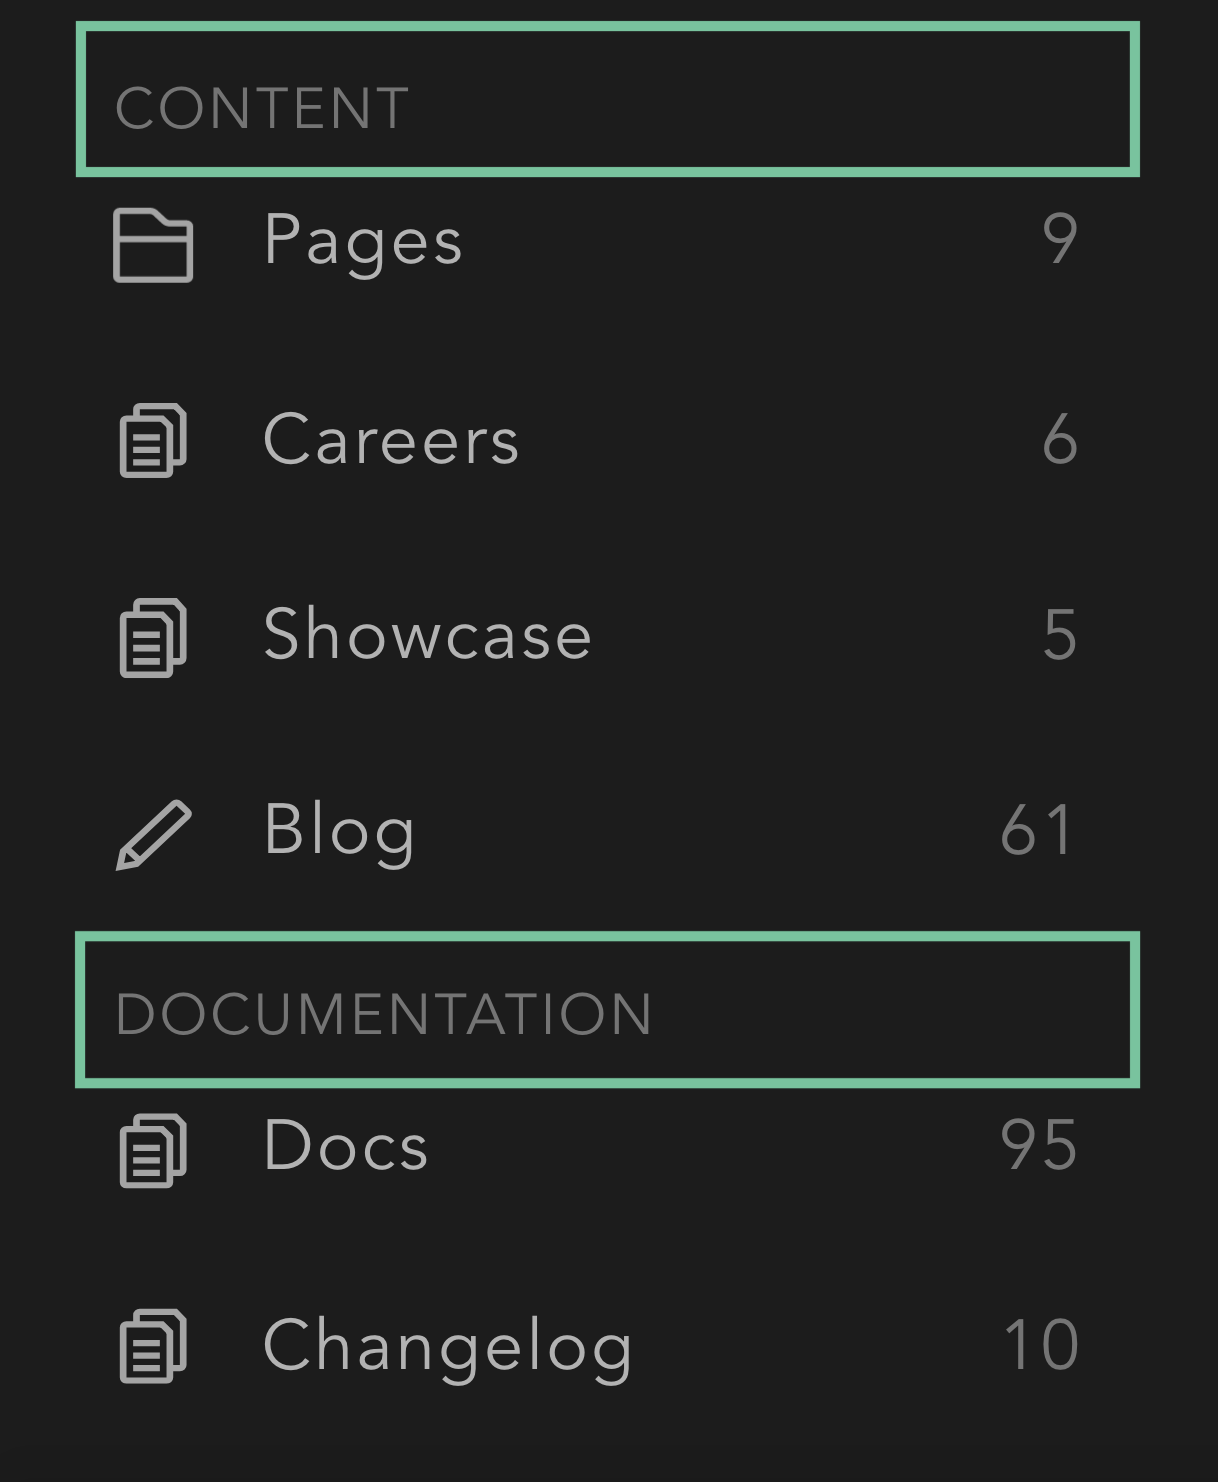 CONTENT
Pages 9
Careers 6
Showcase 5
Blog 61
DOCUMENTATION
Docs 95
Changelog 10